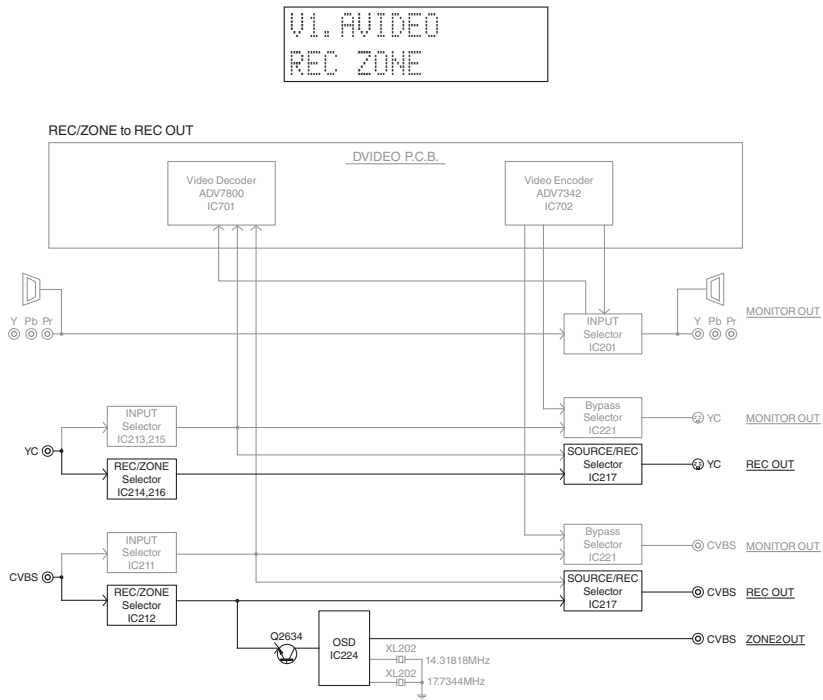 V1.AVIDEO
REC ZONE
REC/ZONE to REC OUT
DVIDEO P.C.B.
Video Decoder
ADV7800
IC701
Video Encoder
ADV7342
IC702
Y Pb Pr
INPUT
Selector
IC201
Y Pb Pr
MONITOR OUT
INPUT
Selector
IC213,215
Bypass
Selector
IC221
YC
MONITOR OUT
YC
REC/ZONE
Selector
IC214,216
SOURCE/REC
Selector
IC217
YC
REC OUT
INPUT
Selector
IC211
Bypass
Selector
IC221
CVBS
MONITOR OUT
CVBS
REC/ZONE
Selector
IC212
SOURCE/REC
Selector
IC217
CVBS
REC OUT
Q2634
OSD
IC224
CVBS
ZONE2OUT
XL202
14.31818MHz
XL202
17.7344MHz